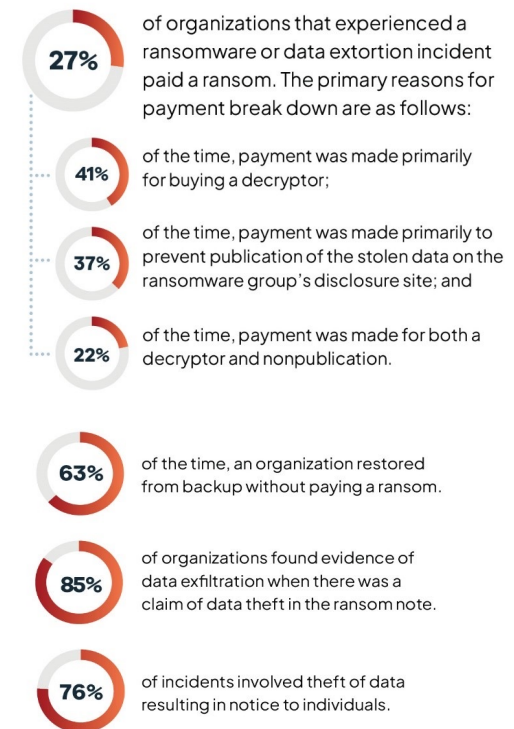 27%
of organizations that experienced a
ransomware or data extortion incident
paid a ransom. The primary reasons for
payment break down are as follows:
41%
of the time, payment was made primarily
for buying a decryptor;
37%
of the time, payment was made primarily to
prevent publication of the stolen data on the
ransomware group's disclosure site; and
22%
of the time, payment was made for both a
decryptor and nonpublication.
63%
of the time, an organization restored
from backup without paying a ransom.
85%
of organizations found evidence of
data exfiltration when there was a
claim of data theft in the ransom note.
76%
of incidents involved theft of data
resulting in notice to individuals.